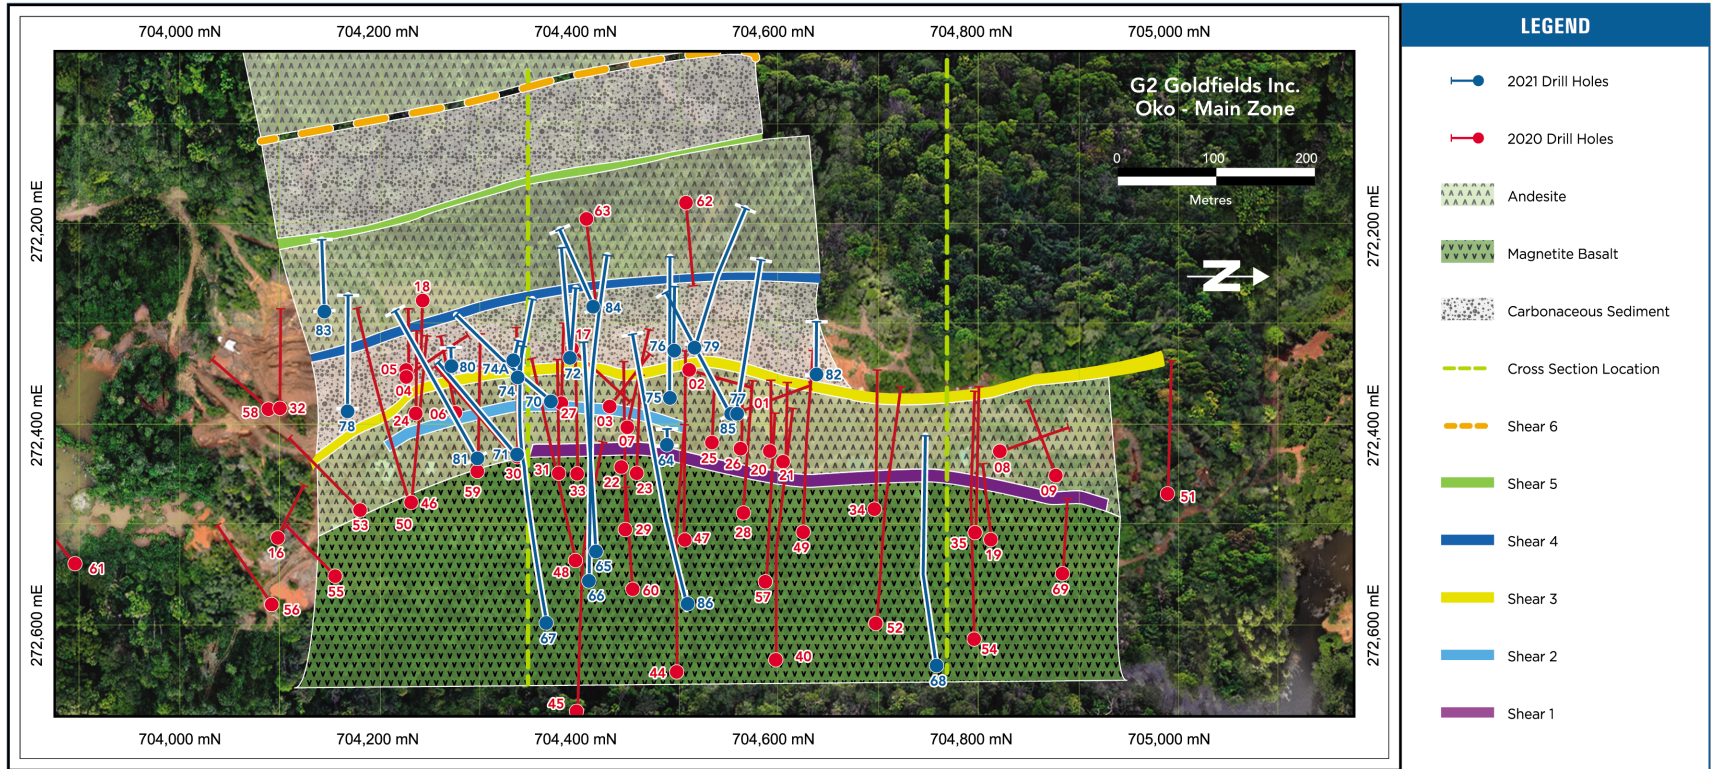 704,000 mN 704,200 mN 704,400 mN 704,600 mN 704,800 mN 705,000 mN
G2 Goldfields Inc.
Oko - Main Zone
0 100 200
Metres
N
272,200 mE
272,400 mE
272,600 mE
272,200 mE
272,400 mE
272,600 mE
62
63
18
84
83
17
76
79
80
74A
05
72
02
82
04
74
77
58
32
78
24
06
70
27
03
75
01
85
07
81
71
64
25
26
20
08
59
30
31
33
22
23
21
09
46
50
53
51
34
28
29
47
49
35
19
16
48
65
61
55
66
60
57
69
56
86
67
52
54
44
40
68
45
704,000 mN 704,200 mN 704,400 mN 704,600 mN 704,800 mN 705,000 mN
LEGEND
2021 Drill Holes
2020 Drill Holes
Andesite
Magnetite Basalt
Carbonaceous Sediment
Cross Section Location
Shear 6
Shear 5
Shear 4
Shear 3
Shear 2
Shear 1